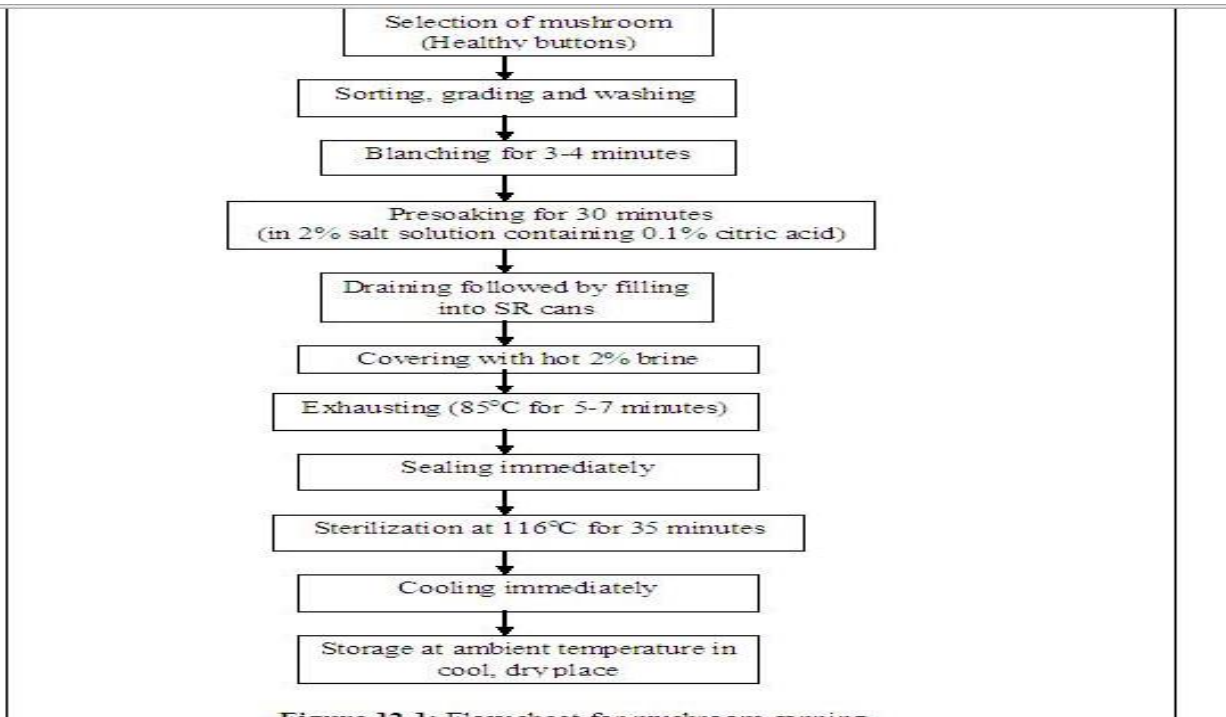 Selection of mushroom
(Healthy buttons)
Sorting, grading and washing
Blanching for 3-4 minutes
Presoaking for 30 minutes
(in 2% salt solution containing 0.1% citric acid)
Draining followed by filling
into SR cans
Covering with hot 2% brine
Exhausting (85°C for 5-7 minutes)
Sealing immediately
Sterilization at 116°C for 35 minutes
Cooling immediately
Storage at ambient temperature in
cool, dry place